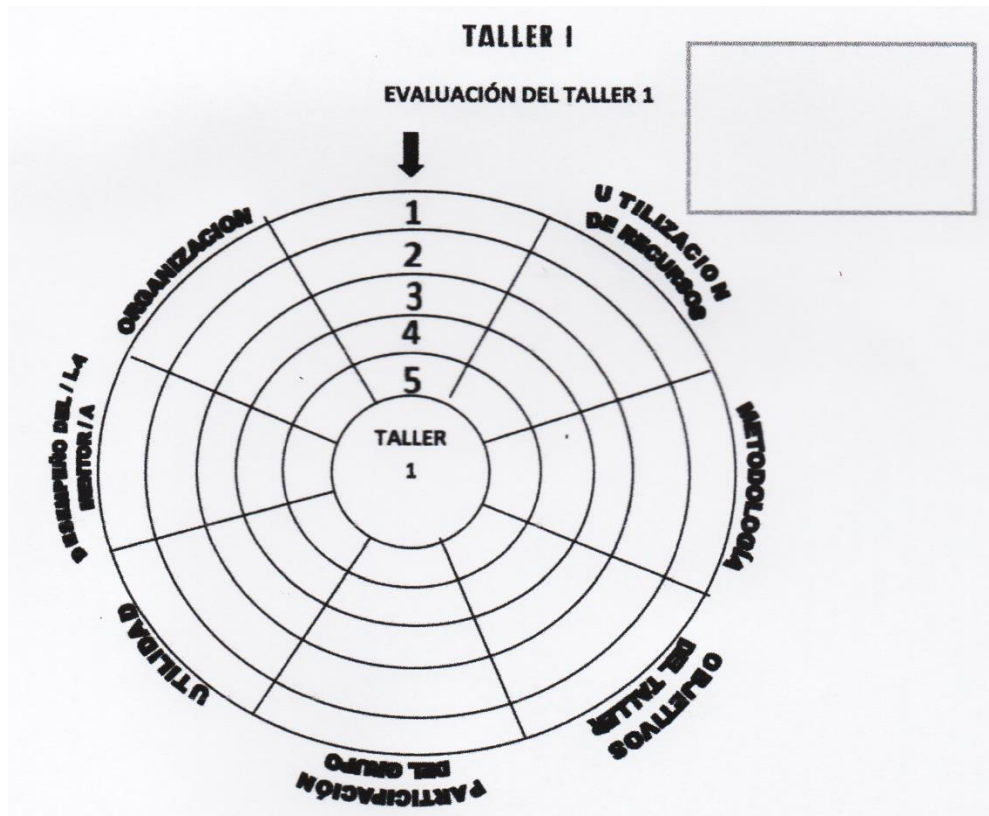 TALLER I
EVALUACIÓN DEL TALLER 1
1
2
3
4
5
TALLER
1
U TILIZACION
DE RECURSOS
METODOLOGÍA
OBJETIVOS
DEL TALLER
PARTICIPACIÓN
DEL GRUPO
UTILIDAD
DESEMPEÑO DEL / LA
MENTOR/A
ORGANIZACION